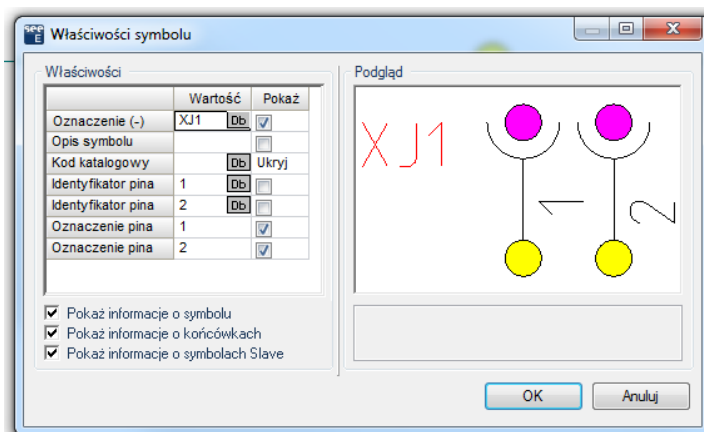 see
E
Właściwości symbolu
Właściwości
Wartość Pokaż
Oznaczenie (-) XJ1 Db
Opis symbolu
Kod katalogowy Db Ukryj
Identyfikator pina 1 Db
Identyfikator pina 2 Db
Oznaczenie pina 1
Oznaczenie pina 2
Pokaż informacje o symbolu
Pokaż informacje o końcówkach
Pokaż informacje o symbolach Slave
Podgląd
XJ1
1
2
OK Anuluj